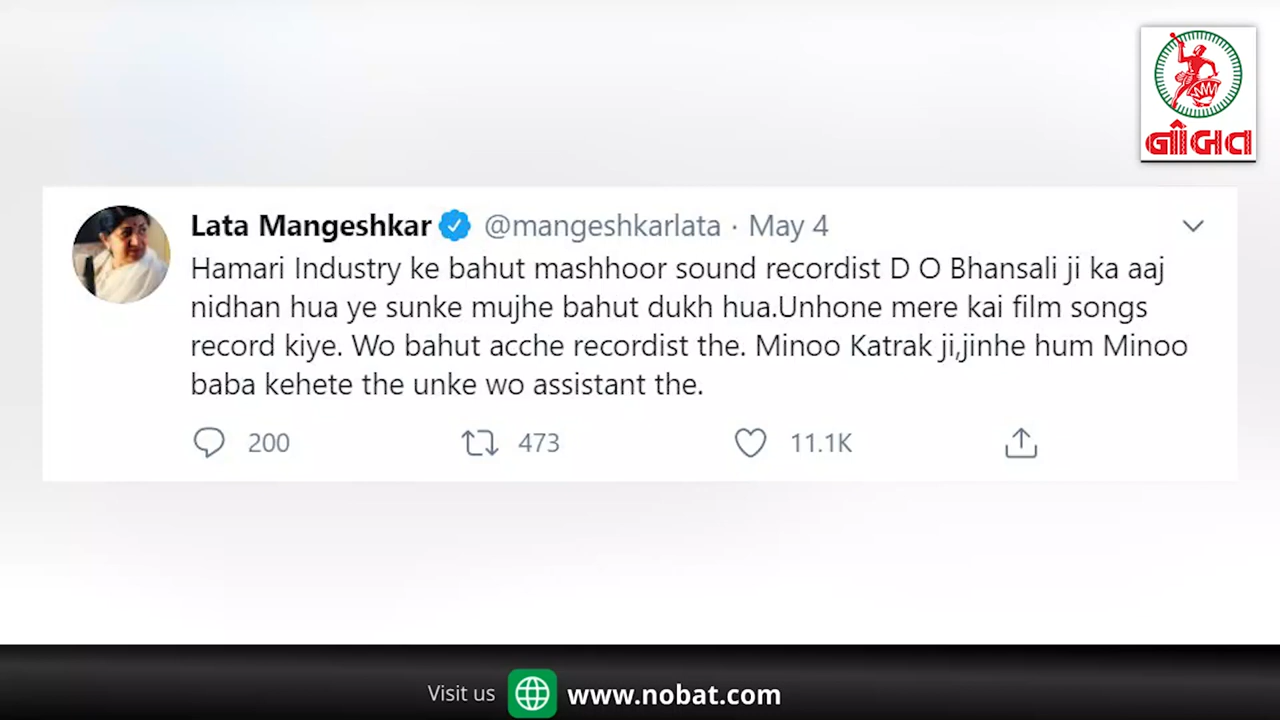 નોબત
Lata Mangeshkar @mangeshkarlata · May 4
Hamari Industry ke bahut mashhoor sound recordist D O Bhansali ji ka aaj
nidhan hua ye sunke mujhe bahut dukh hua.Unhone mere kai film songs
record kiye. Wo bahut acche recordist the. Minoo Katrak ji,jinhe hum Minoo
baba kehete the unke wo assistant the.
200 473 11.1K
Visit us www.nobat.com